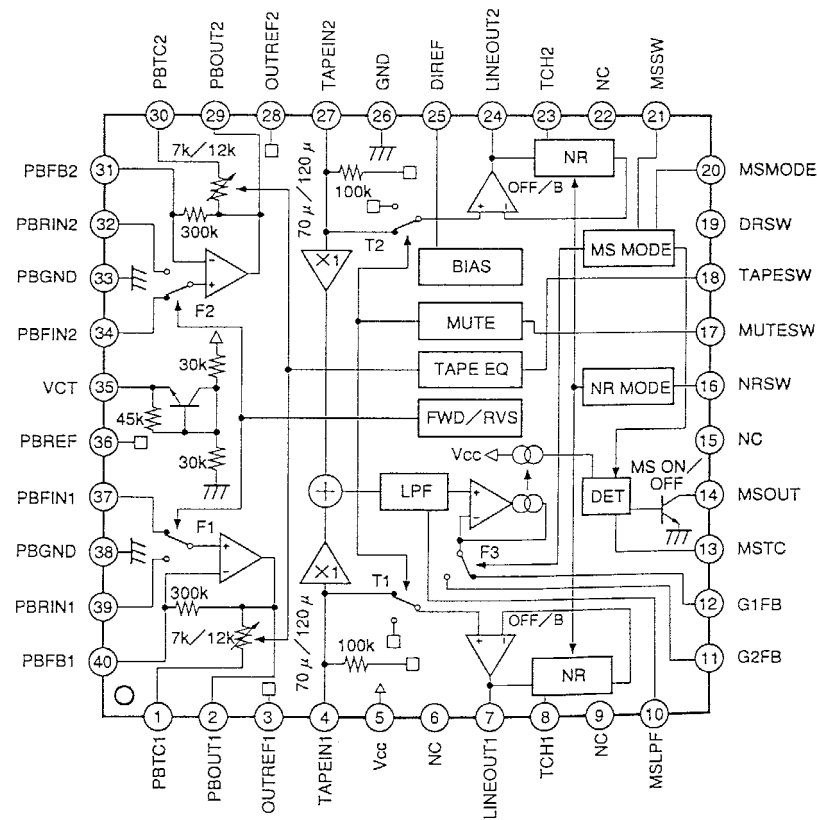 PBTC2
PBOUT2
OUTREF2
TAPEIN2
GND
DIREF
LINEOUT2
TCH2
NC
MSSW
30
29
28
27
26
25
24
23
22
21
PBFB2
31
PBRIN2
32
PBGND
33
PBFIN2
34
VCT
35
PBREF
36
PBFIN1
37
PBGND
38
PBRIN1
39
PBFB1
40
7k/12k
300k
F2
30k
45k
30k
F1
300k
7k/12k
70μ/120μ
100k
T2
×1
×1
70μ/120μ
100k
T1
NR
OFF/B
BIAS
MUTE
TAPE EQ
FWD/RVS
MS MODE
NR MODE
Vcc
LPF
DET
MS ON/
OFF
F3
OFF/B
NR
20
MSMODE
19
DRSW
18
TAPESW
17
MUTESW
16
NRSW
15
NC
14
MSOUT
13
MSTC
12
G1FB
11
G2FB
1
2
3
4
5
6
7
8
9
10
PBTC1
PBOUT1
OUTREF1
TAPEIN1
Vcc
NC
LINEOUT1
TCH1
NC
MSLPF
+
−
+
−
+
−
+
−
+
−
+